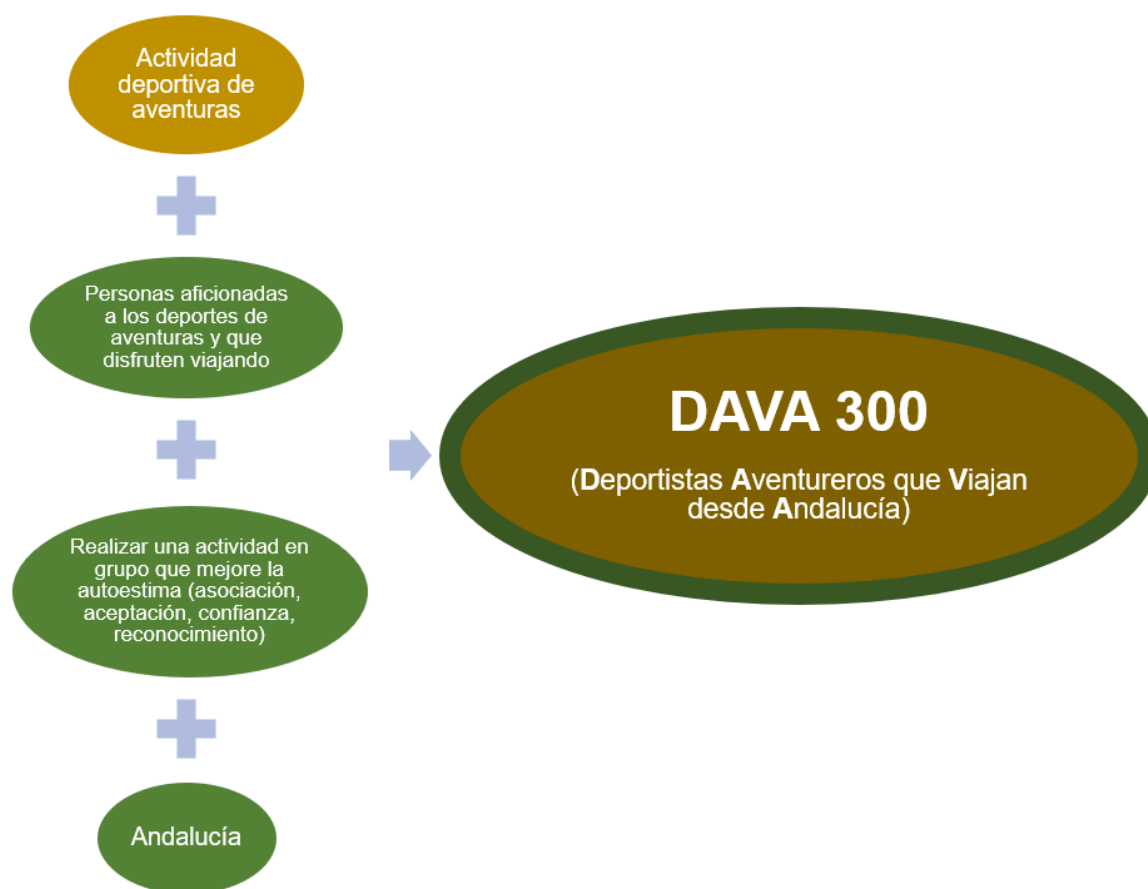 Actividad
deportiva de
aventuras
Personas aficionadas
a los deportes de
aventuras y que
disfruten viajando
Realizar una actividad en
grupo que mejore la
autoestima (asociación,
aceptación, confianza,
reconocimiento)
Andalucía
DAVA 300
(Deportistas Aventureros que Viajan
desde Andalucía)